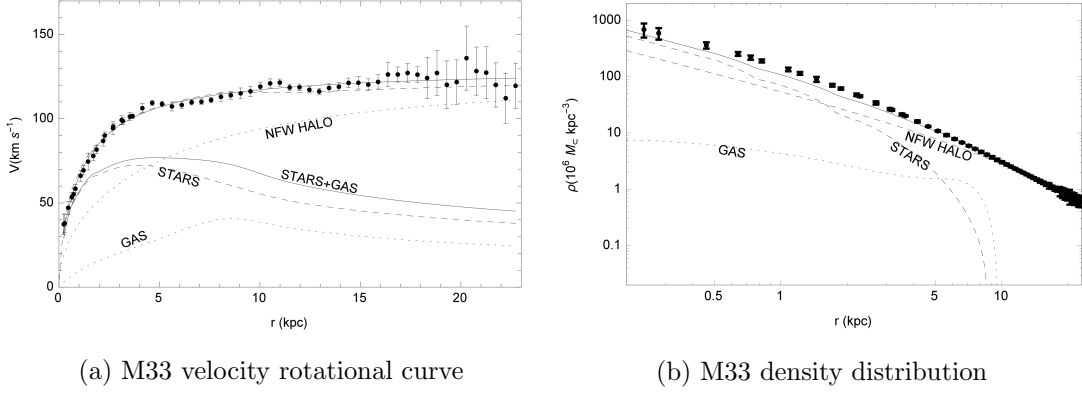 150
100
50
0
0
5
10
15
20
V(km s⁻¹)
r (kpc)
NFW HALO
STARS
STARS+GAS
GAS
1000
100
10
1
0.1
0.5
1
5
10
ρ(10⁶ M⊂ kpc⁻³)
r (kpc)
GAS
NFW HALO
STARS
(a) M33 velocity rotational curve
(b) M33 density distribution